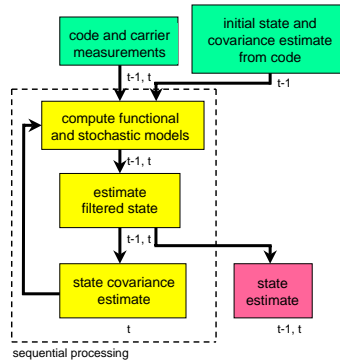 code and carrier
measurements
initial state and
covariance estimate
from code
t-1, t
t-1
compute functional
and stochastic models
t-1, t
estimate
filtered state
t-1, t
state covariance
estimate
state
estimate
t
t-1, t
sequential processing